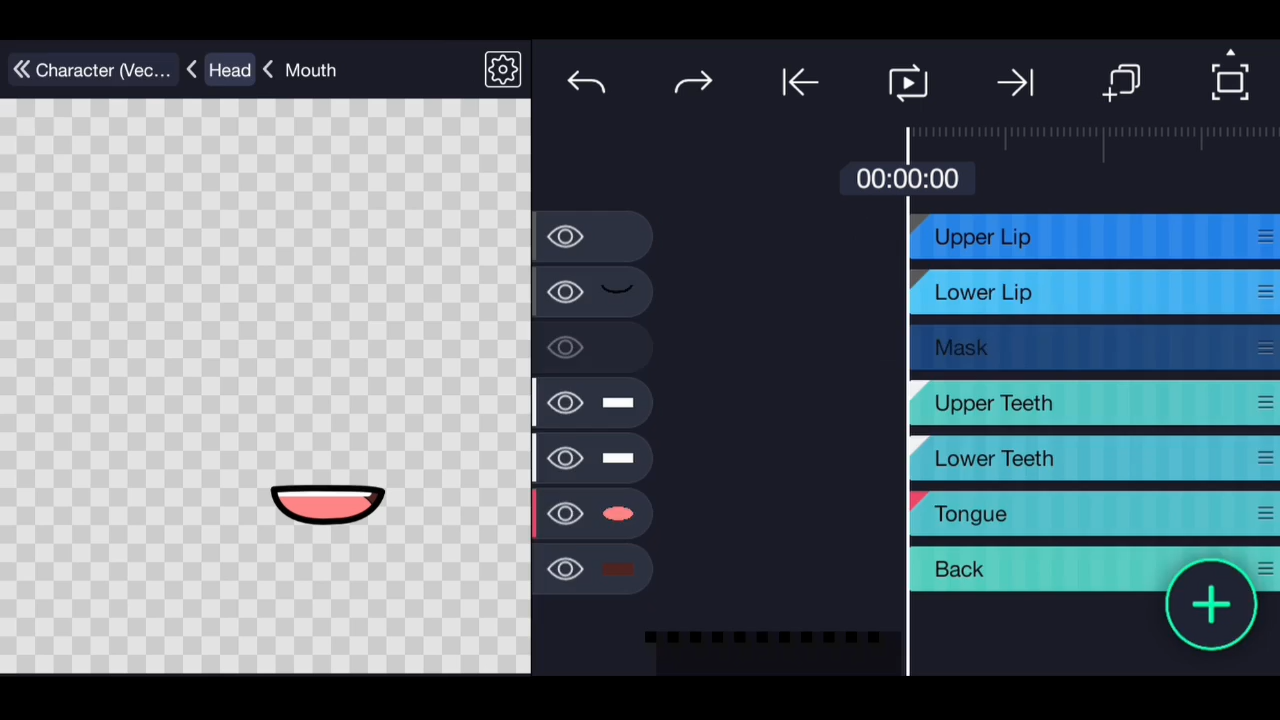 Character (Vec... Head Mouth
00:00:00
Upper Lip
Lower Lip
Mask
Upper Teeth
Lower Teeth
Tongue
Back